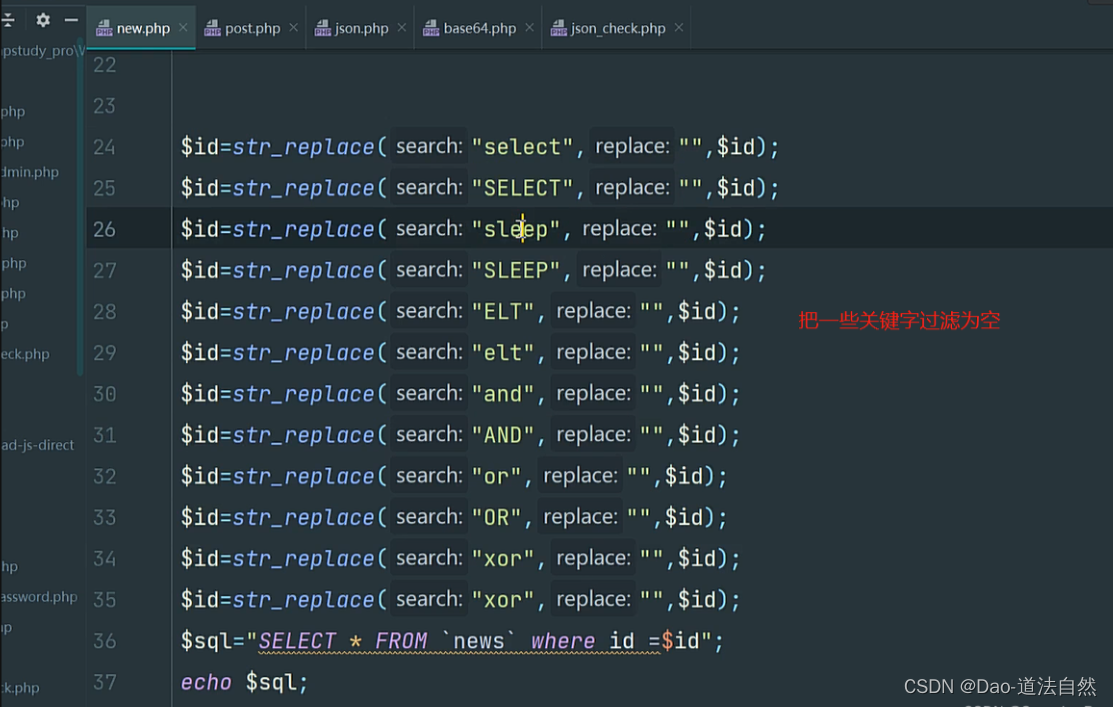 new.php × post.php × json.php × base64.php × json_check.php ×
pstudy_pro\W
22
23
php
24 $id=str_replace( search: "select", replace: "",$id);
php
dmin.php
25 $id=str_replace( search: "SELECT", replace: "",$id);
hp
26 $id=str_replace( search: "sleep", replace: "",$id);
hp
php
27 $id=str_replace( search: "SLEEP", replace: "",$id);
php
28 $id=str_replace( search: "ELT", replace: "",$id);
把一些关键字过滤为空
p
29 $id=str_replace( search: "elt", replace: "",$id);
eck.php
30 $id=str_replace( search: "and", replace: "",$id);
31 $id=str_replace( search: "AND", replace: "",$id);
ad-js-direct
32 $id=str_replace( search: "or", replace: "",$id);
33 $id=str_replace( search: "OR", replace: "",$id);
34 $id=str_replace( search: "xor", replace: "",$id);
hp
35 $id=str_replace( search: "xor", replace: "",$id);
assword.php
hp
36 $sql="SELECT * FROM `news` where id =$id";
37 echo $sql;
ck.php
CSDN @Dao-道法自然